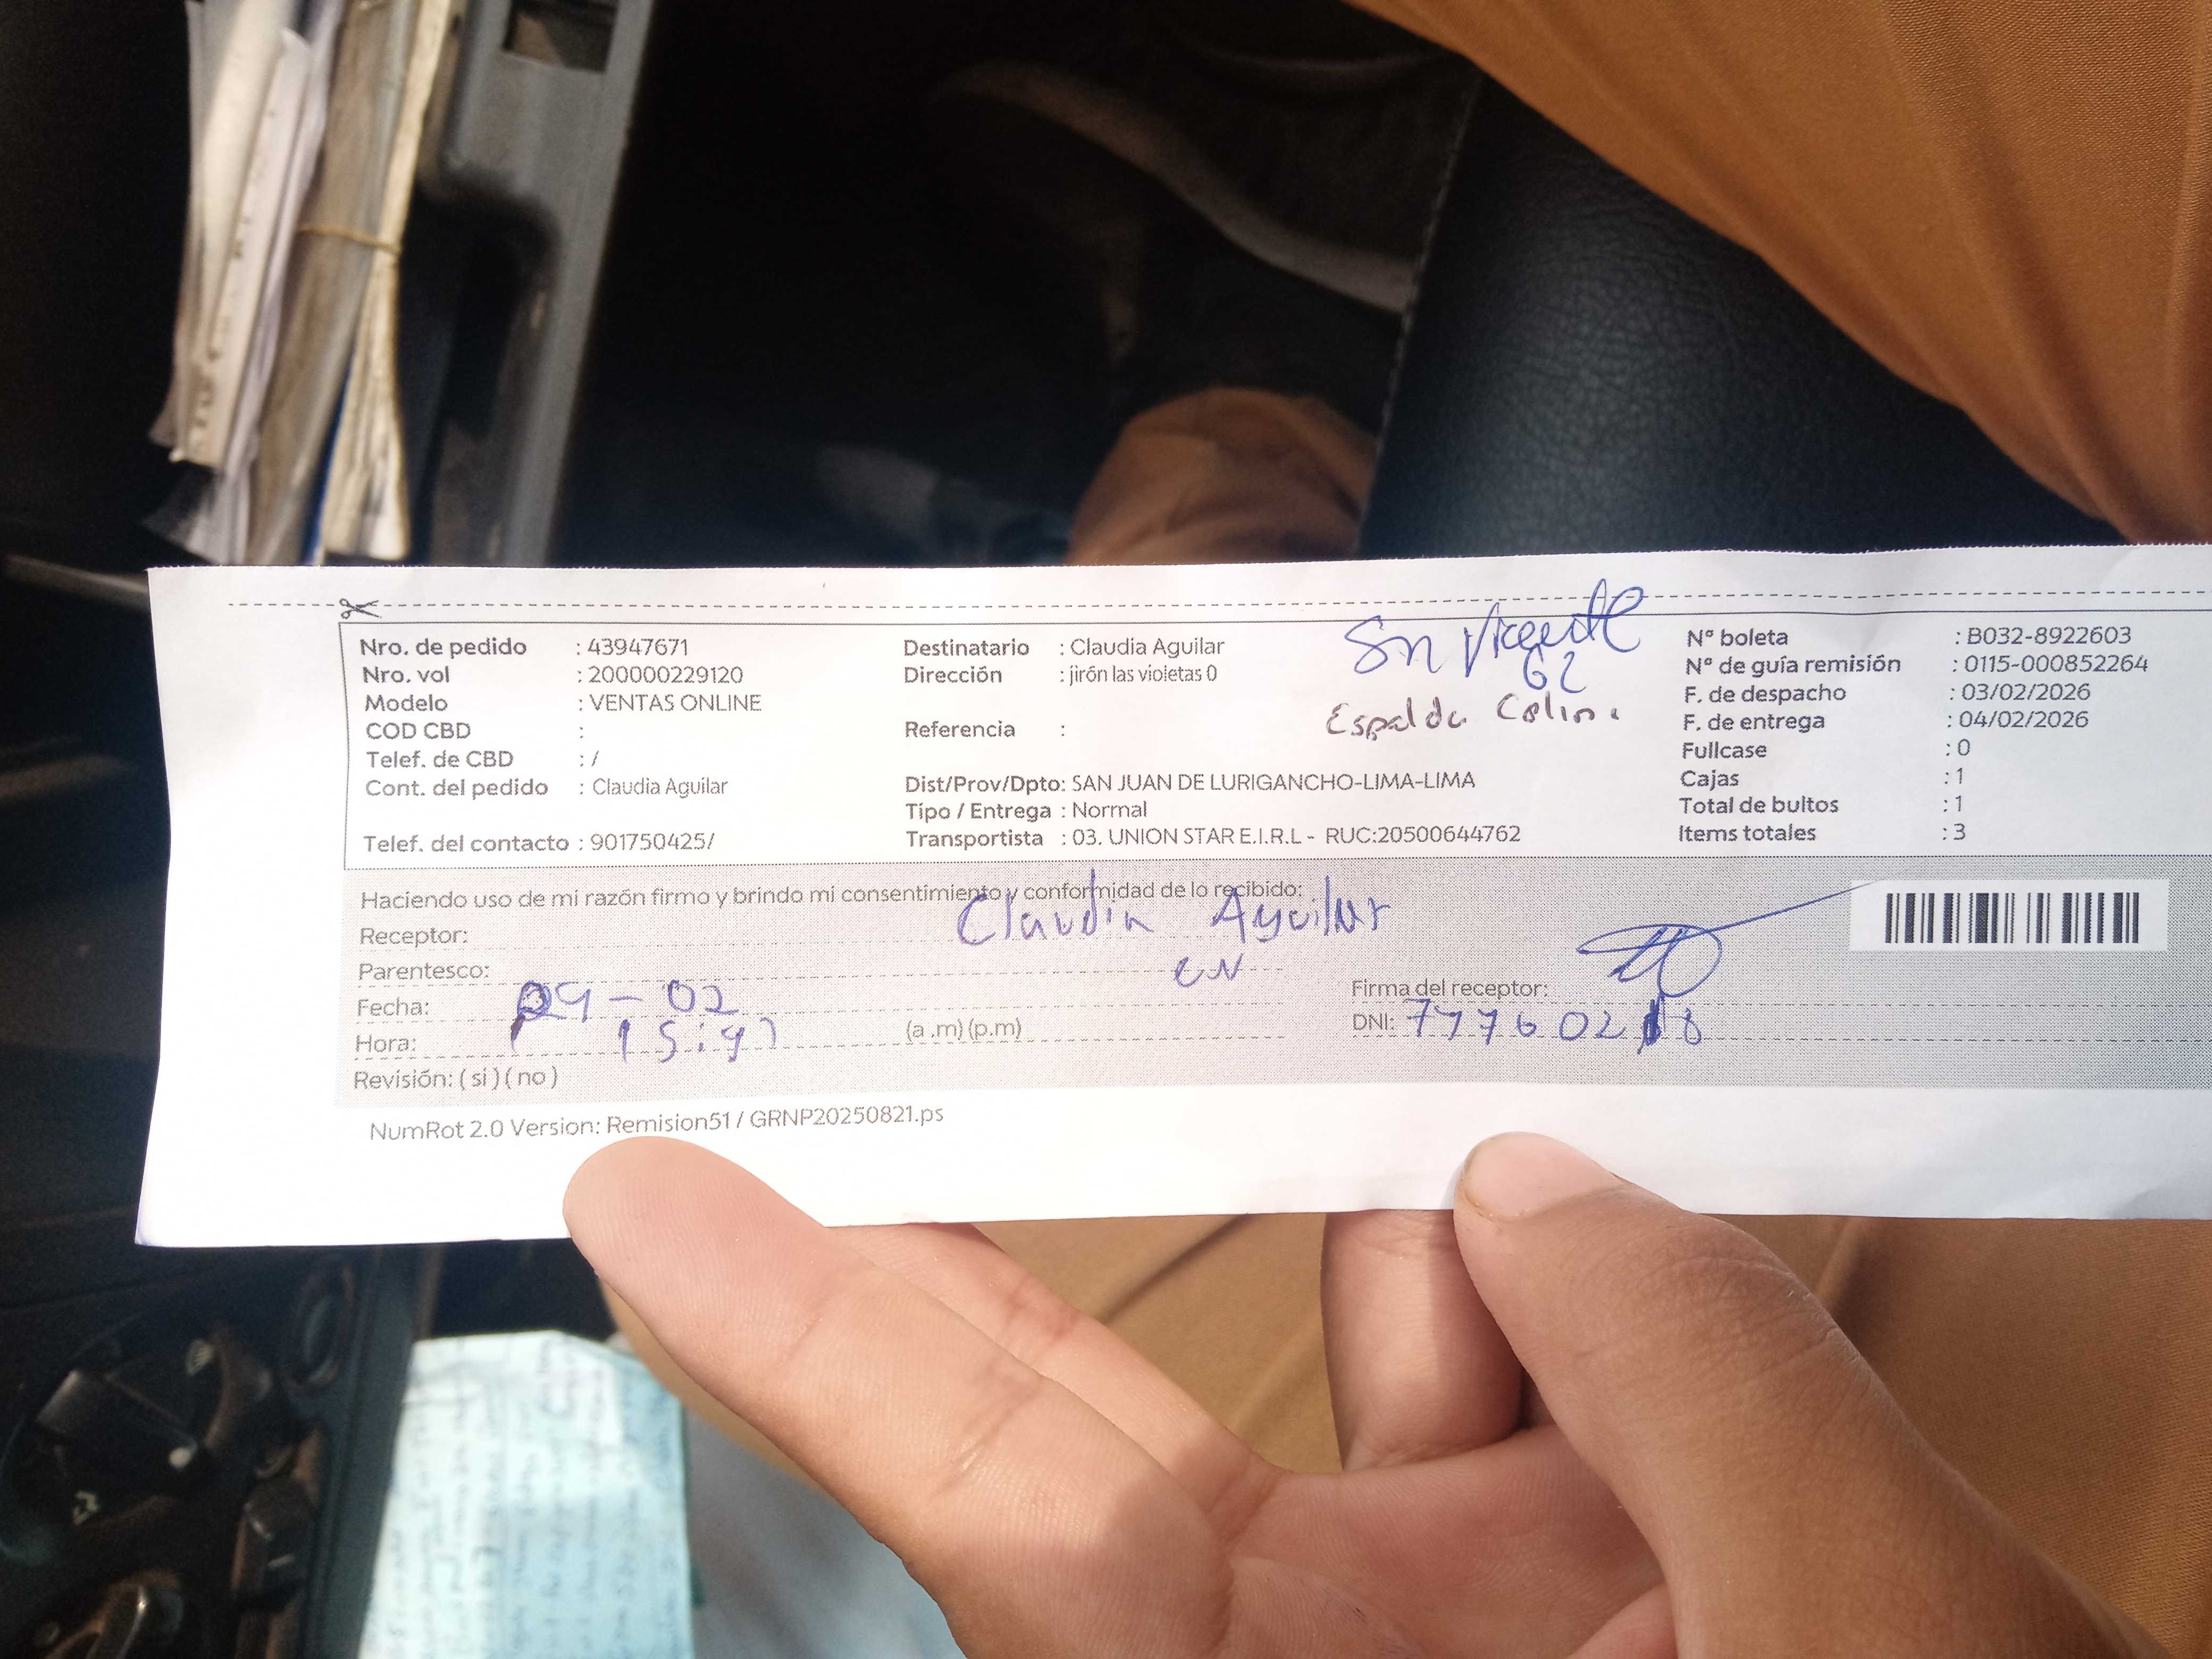 Nro. de pedido : 43947671
Nro. vol : 200000229120
Modelo : VENTAS ONLINE
COD CBD :
Telef. de CBD : /
Cont. del pedido : Claudia Aguilar
Telef. del contacto : 901750425/
Destinatario : Claudia Aguilar
Dirección : jirón las violetas 0
Referencia :
Dist/Prov/Dpto: SAN JUAN DE LURIGANCHO-LIMA-LIMA
Tipo / Entrega : Normal
Transportista : 03. UNION STAR E.I.R.L - RUC:20500644762
Sn Vicente
62
Espalda
N° boleta : B032-8922603
N° de guía remisión : 0115-000852264
F. de despacho : 03/02/2026
F. de entrega : 04/02/2026
Fullcase : 0
Cajas : 1
Total de bultos : 1
Items totales : 3
Haciendo uso de mi razón firmo y brindo mi consentimiento y conformidad de lo recibido:
Receptor: Claudia Aguilar
Parentesco:
Fecha: 04-02
Hora: (a.m) (p.m)
Revisión: ( si ) ( no )
Firma del receptor:
DNI:
NumRot 2.0 Version: Remision51 / GRNP20250821.ps